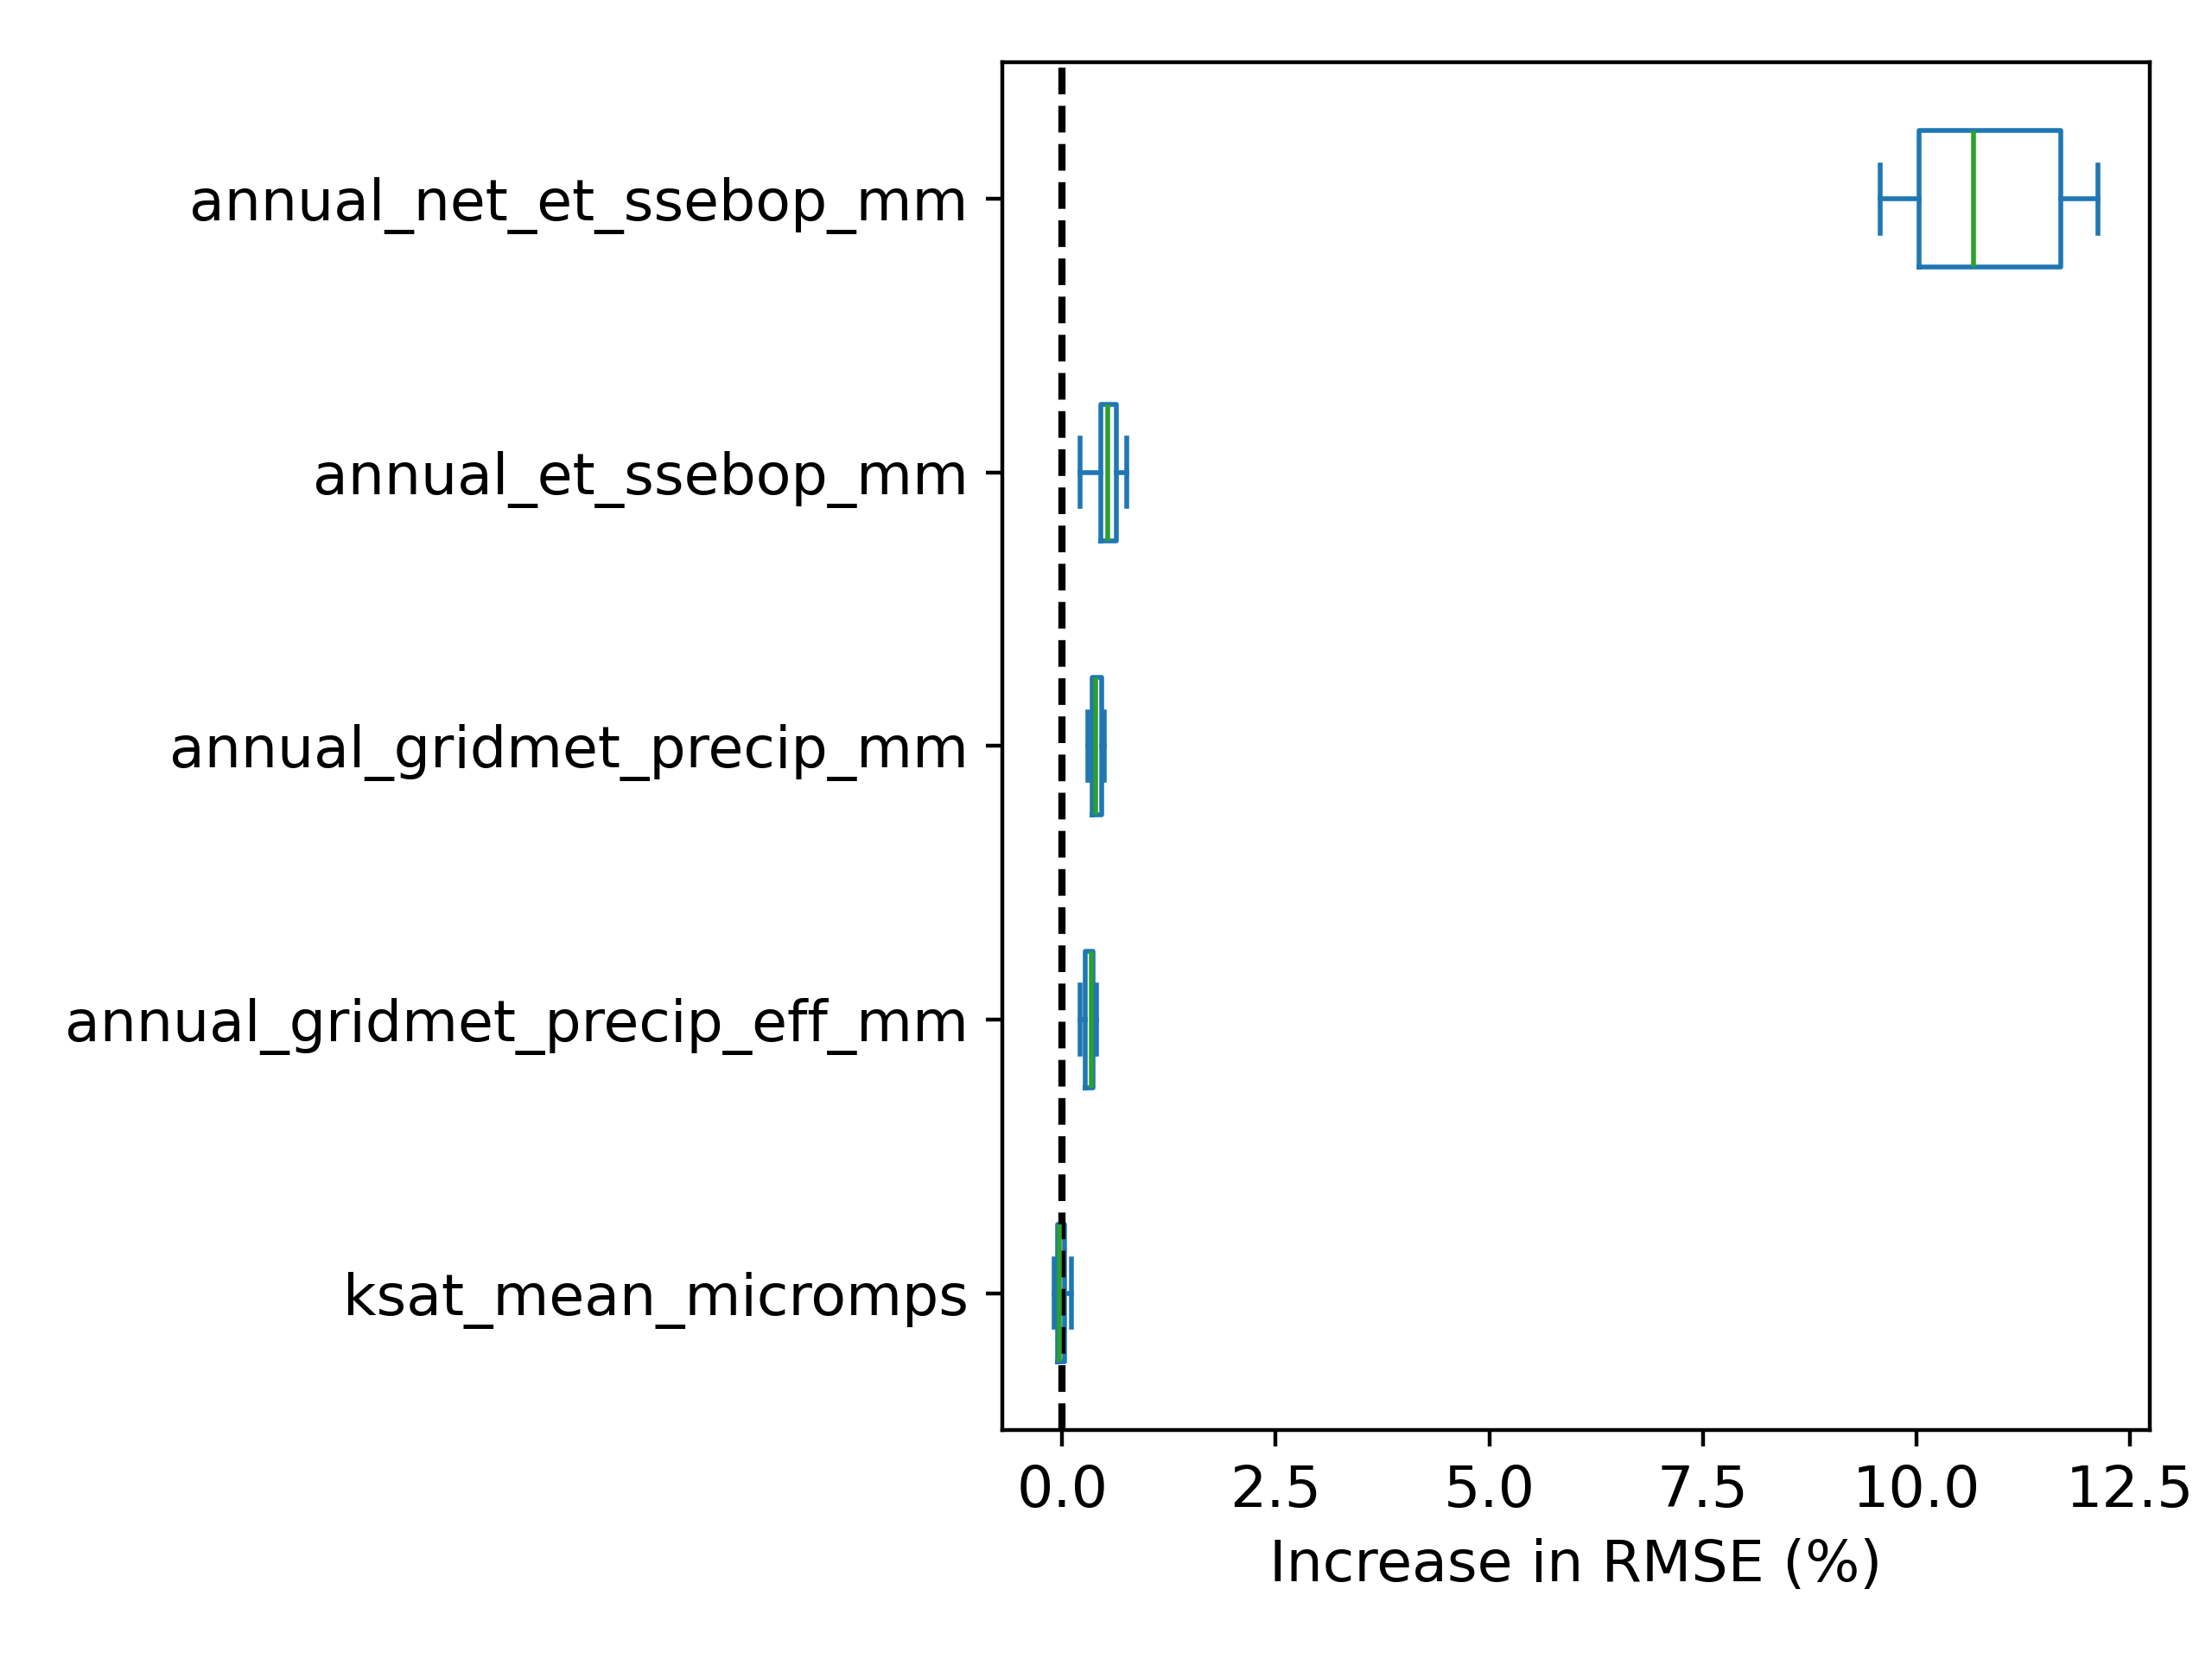 annual_net_et_ssebop_mm
annual_et_ssebop_mm
annual_gridmet_precip_mm
annual_gridmet_precip_eff_mm
ksat_mean_micromps
0.0 2.5 5.0 7.5 10.0 12.5
Increase in RMSE (%)